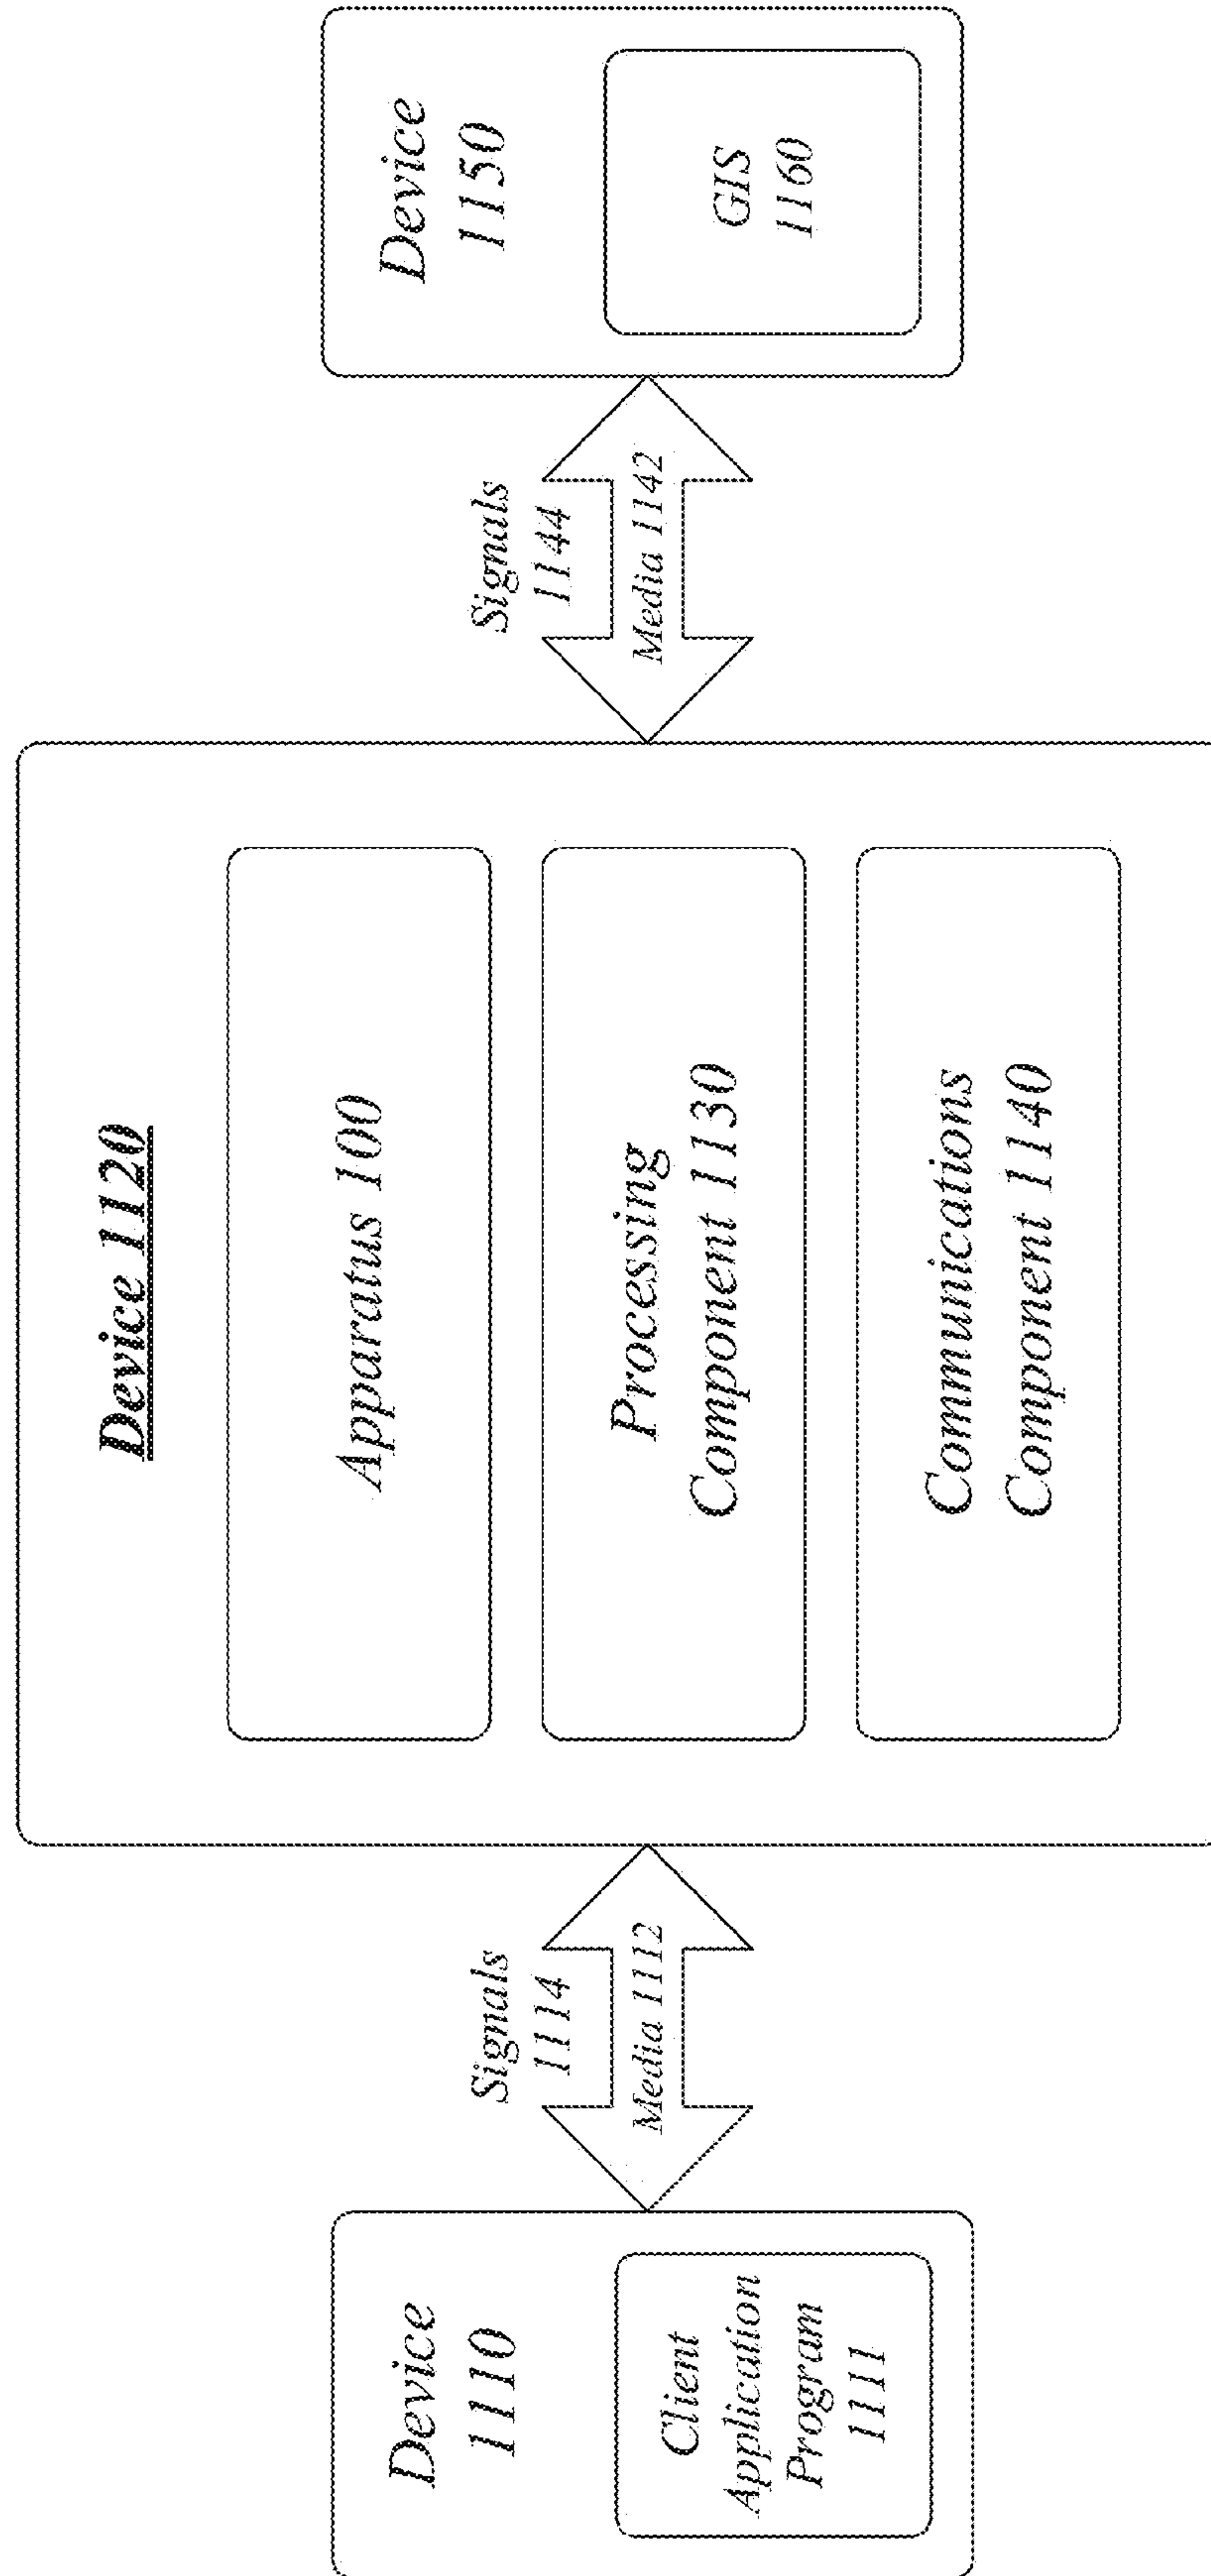 Device 1120
Device
1110
Client
Application
Program
1111
Signals
1114
Media 1112
Apparatus 100
Processing
Component 1130
Communications
Component 1140
Signals
1144
Media 1142
Device
1150
GIS
1160